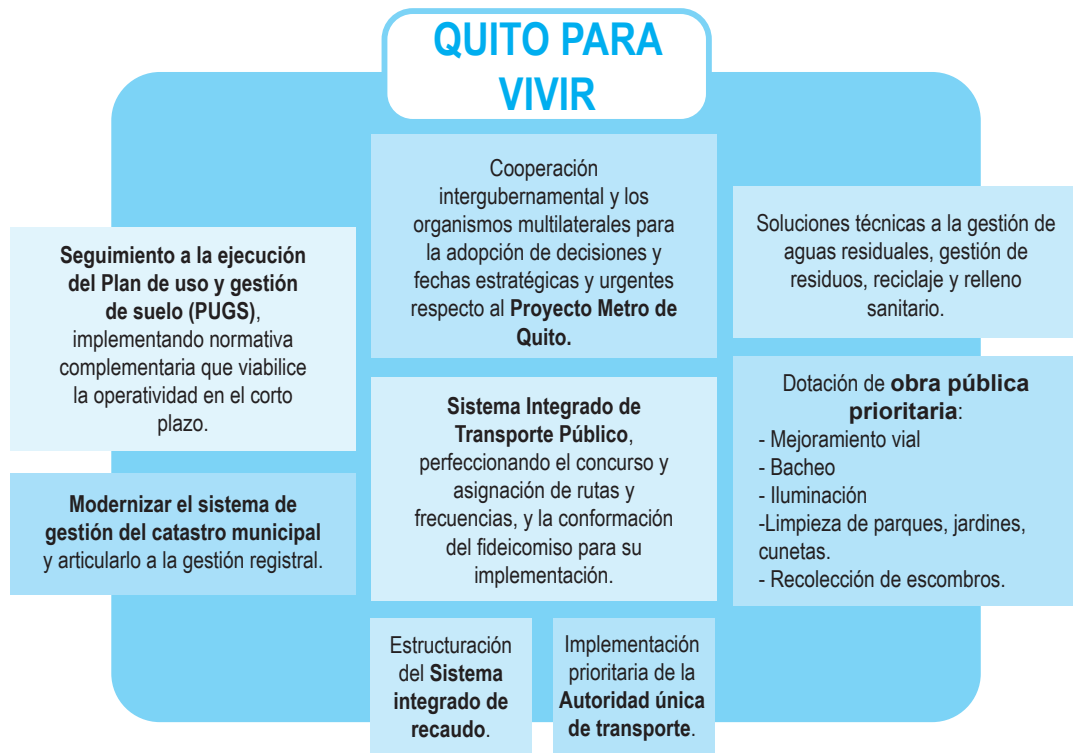 QUITO PARA
VIVIR
Seguimiento a la ejecución
del Plan de uso y gestión
de suelo (PUGS),
implementando normativa
complementaria que viabilice
la operatividad en el corto
plazo.
Modernizar el sistema de
gestión del catastro municipal
y articularlo a la gestión registral.
Cooperación
intergubernamental y los
organismos multilaterales para
la adopción de decisiones y
fechas estratégicas y urgentes
respecto al Proyecto Metro de
Quito.
Sistema Integrado de
Transporte Público,
perfeccionando el concurso y
asignación de rutas y
frecuencias, y la conformación
del fideicomiso para su
implementación.
Estructuración
del Sistema
integrado de
recaudo.
Implementación
prioritaria de la
Autoridad única
de transporte.
Soluciones técnicas a la gestión de
aguas residuales, gestión de
residuos, reciclaje y relleno
sanitario.
Dotación de obra pública
prioritaria:
- Mejoramiento vial
- Bacheo
- Iluminación
-Limpieza de parques, jardines,
cunetas.
- Recolección de escombros.